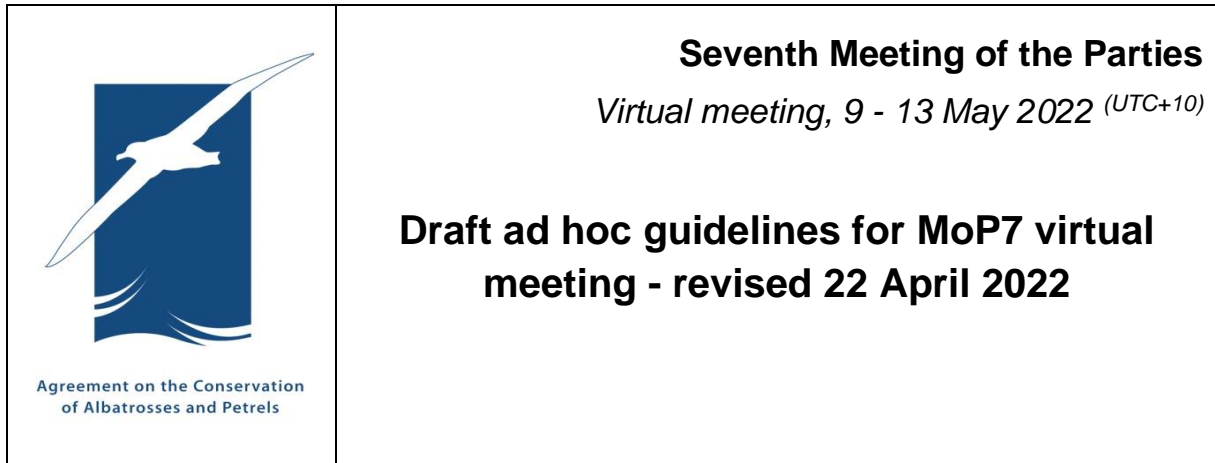 Agreement on the Conservation
of Albatrosses and Petrels
Seventh Meeting of the Parties
Virtual meeting, 9 - 13 May 2022 (UTC+10)
Draft ad hoc guidelines for MoP7 virtual
meeting - revised 22 April 2022